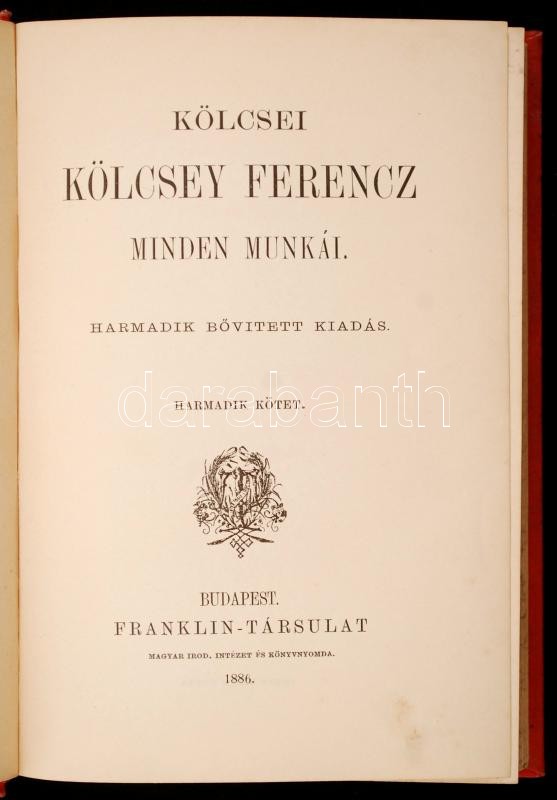 KÖLCSEI
KÖLCSEY FERENCZ
MINDEN MUNKÁI.
HARMADIK BŐVITETT KIADÁS.
darabanth
HARMADIK KÖTET.
BUDAPEST.
FRANKLIN-TÁRSULAT
MAGYAR IROD. INTÉZET ÉS KÖNYVNYOMDA.
1886.